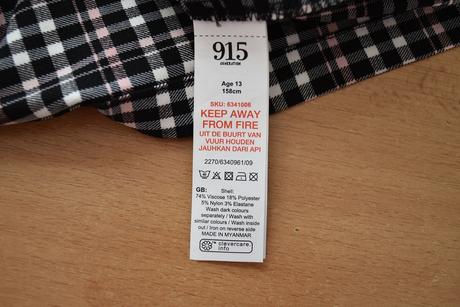 915
GENERATION
Age 13
158cm
SKU: 6341006
KEEP AWAY
FROM FIRE
UIT DE BUURT VAN
VUUR HOUDEN
JAUHKAN DARI API
2270/6340961/09
GB: Shell:
74% Viscose 18% Polyester
5% Nylon 3% Elastane
Wash dark colours
separately / Wash with
similar colours / Wash inside
out / Iron on reverse side
MADE IN MYANMAR
™ clevercare.
info